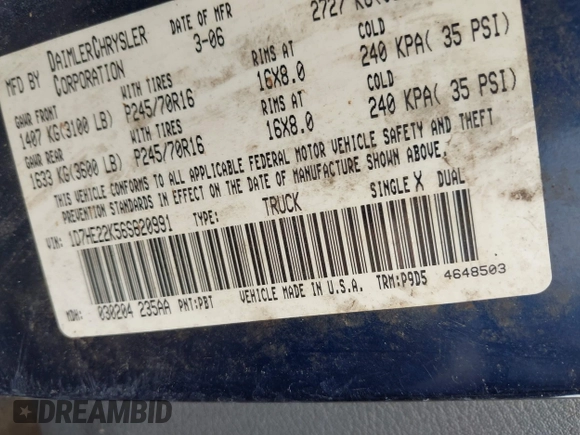 MFD BY DAIMLERCHRYSLER CORPORATION
DATE OF MFR 3-06
2727 KG
GAWR FRONT WITH TIRES RIMS AT COLD
1407 KG(3100 LB) P245/70R16 16X8.0 240 KPA( 35 PSI)
GAWR REAR WITH TIRES RIMS AT COLD
1633 KG(3600 LB) P245/70R16 16X8.0 240 KPA( 35 PSI)
THIS VEHICLE CONFORMS TO ALL APPLICABLE FEDERAL MOTOR VEHICLE SAFETY AND THEFT
PREVENTION STANDARDS IN EFFECT ON THE DATE OF MANUFACTURE SHOWN ABOVE.
VIN: 1D7HE22K56S620991 TYPE: TRUCK SINGLE X DUAL
MDH: 030204 235AA PNT:PBT VEHICLE MADE IN U.S.A. TRM:P9D5 4648503
DREAMBID